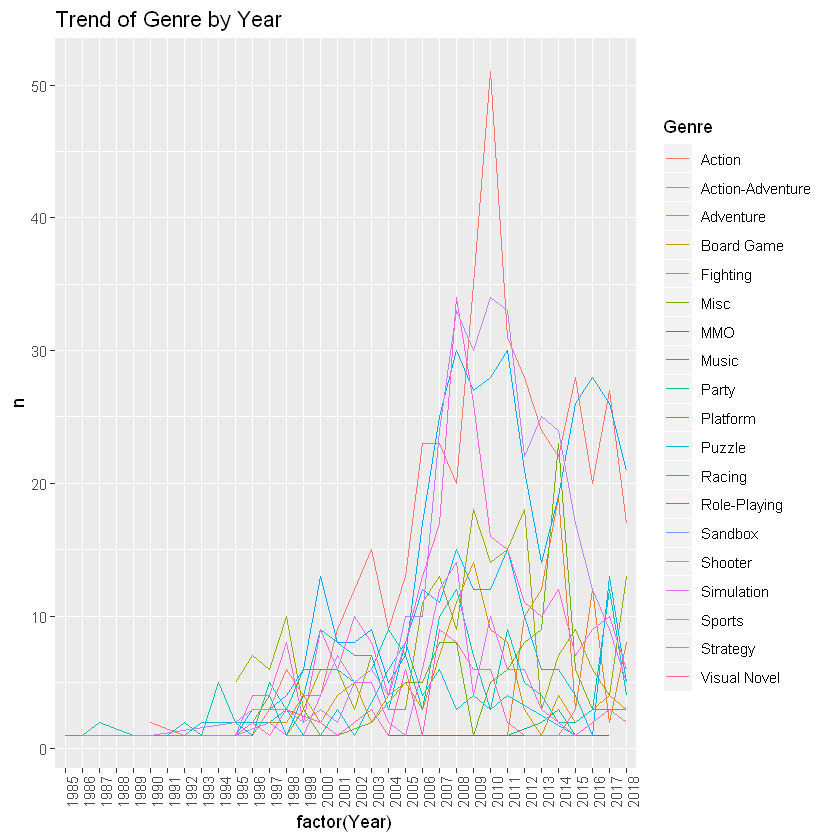 Trend of Genre by Year
n
50
40
30
20
10
0
1985
1986
1987
1988
1989
1990
1991
1992
1993
1994
1995
1996
1997
1998
1999
2000
2001
2002
2003
2004
2005
2006
2007
2008
2009
2010
2011
2012
2013
2014
2015
2016
2017
2018
factor(Year)
Genre
Action
Action-Adventure
Adventure
Board Game
Fighting
Misc
MMO
Music
Party
Platform
Puzzle
Racing
Role-Playing
Sandbox
Shooter
Simulation
Sports
Strategy
Visual Novel